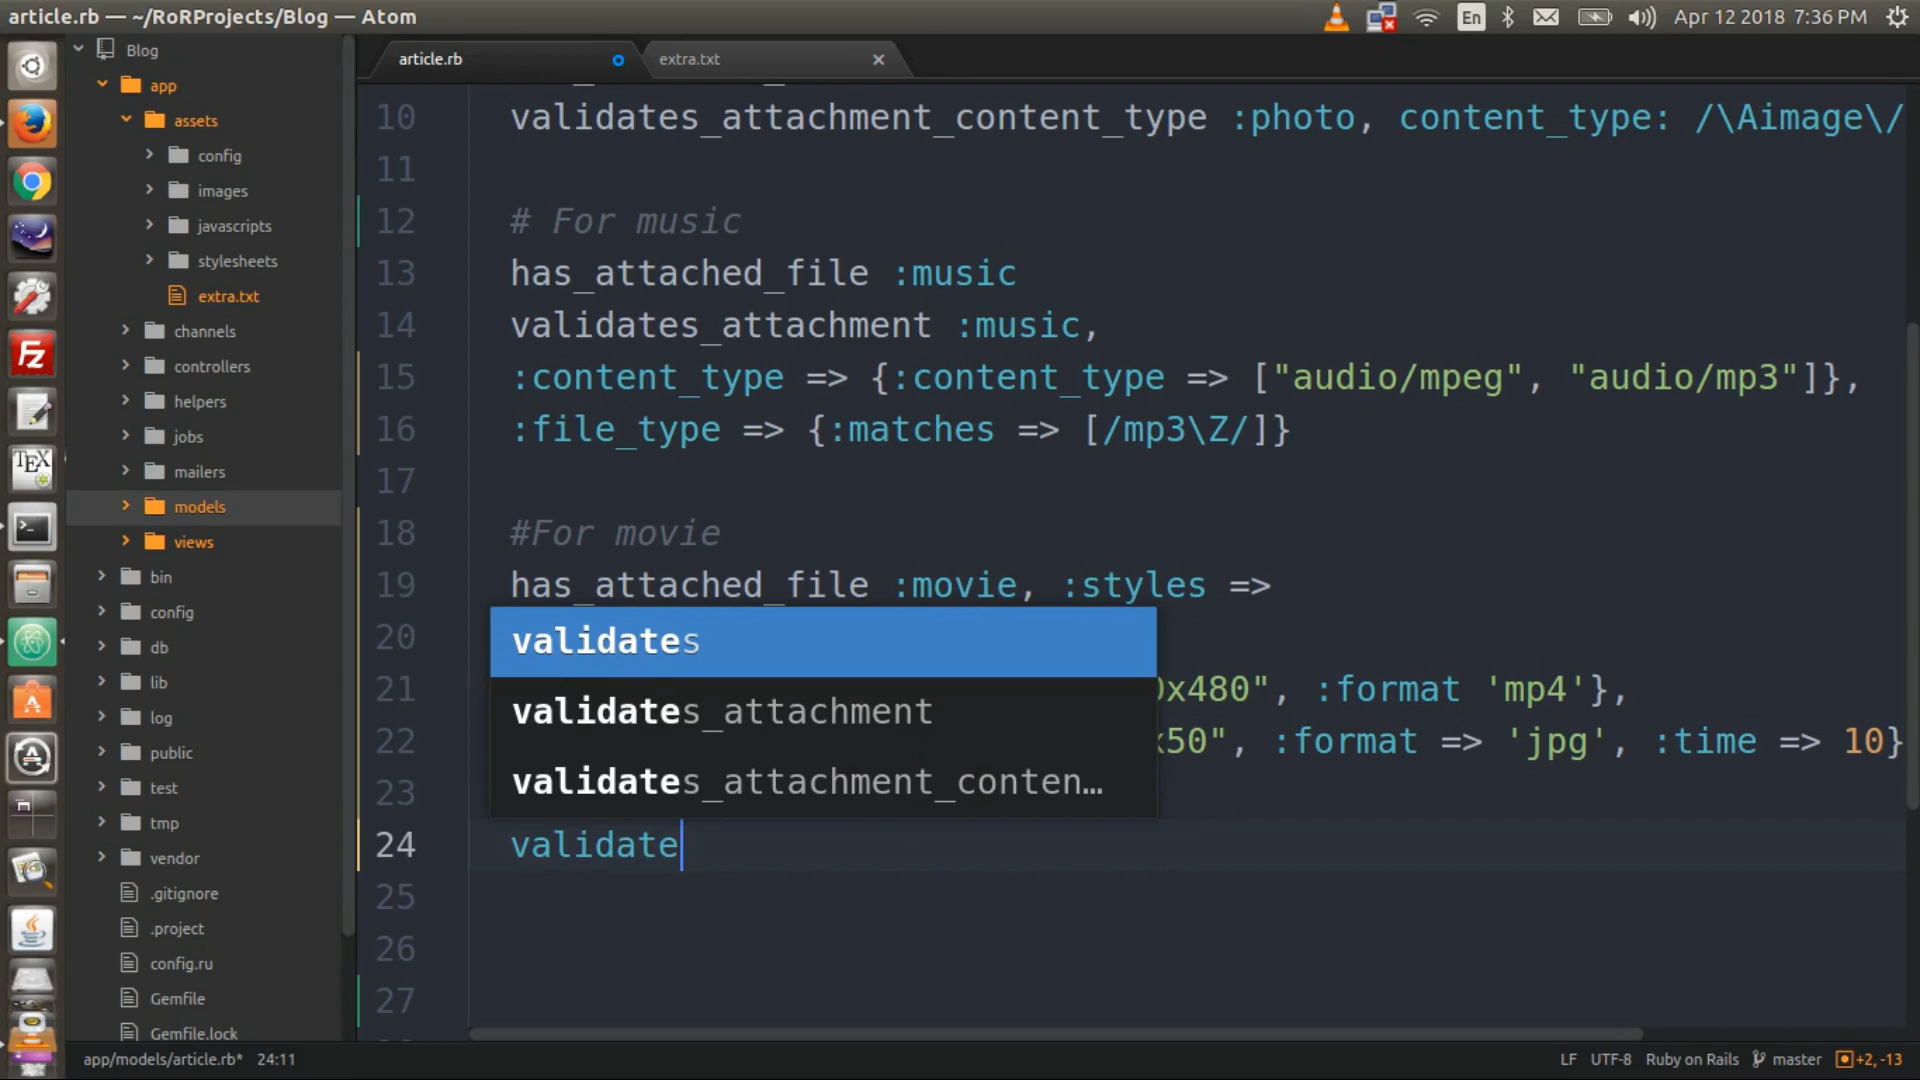 article.rb — ~/RoRProjects/Blog — Atom
En
Apr 12 2018 7:36 PM
Blog
app
assets
config
images
javascripts
stylesheets
extra.txt
channels
controllers
helpers
jobs
mailers
models
views
bin
config
db
lib
log
public
test
tmp
vendor
.gitignore
.project
config.ru
Gemfile
Gemfile.lock
article.rb
extra.txt
10 validates_attachment_content_type :photo, content_type: /\Aimage\/
11
12 # For music
13 has_attached_file :music
14 validates_attachment :music,
15 :content_type => {:content_type => ["audio/mpeg", "audio/mp3"]},
16 :file_type => {:matches => [/mp3\Z/]}
17
18 #For movie
19 has_attached_file :movie, :styles =>
20
21 0x480", :format 'mp4'},
22 x50", :format => 'jpg', :time => 10}
23
24 validate
25
26
27
validates
validates_attachment
validates_attachment_conten…
app/models/article.rb* 24:11
LF UTF-8 Ruby on Rails master +2, -13
Fz
TEX